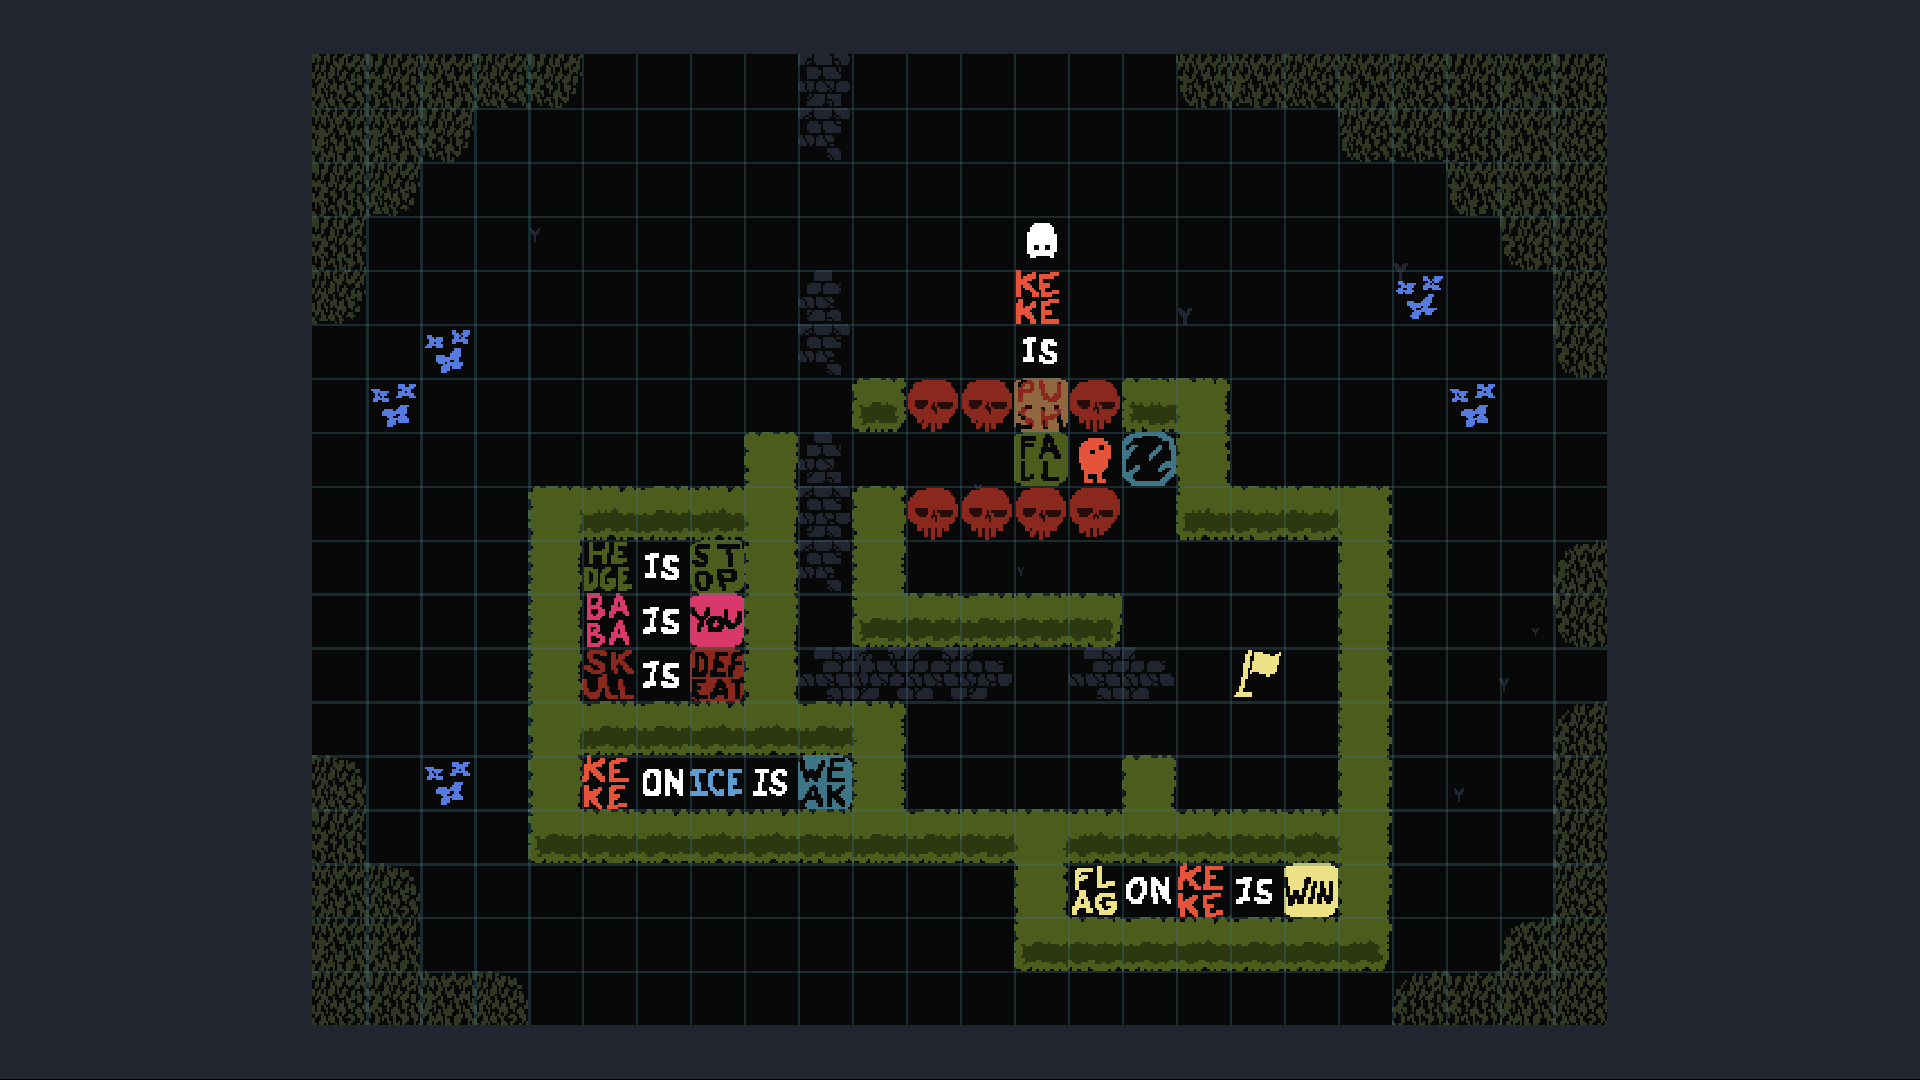 KEKE
IS
PUSH
FALL
HEDGE IS STOP
BABA IS YOU
SKULL IS DEFEAT
KEKE ON ICE IS WEAK
FLAG ON KEKE IS WIN